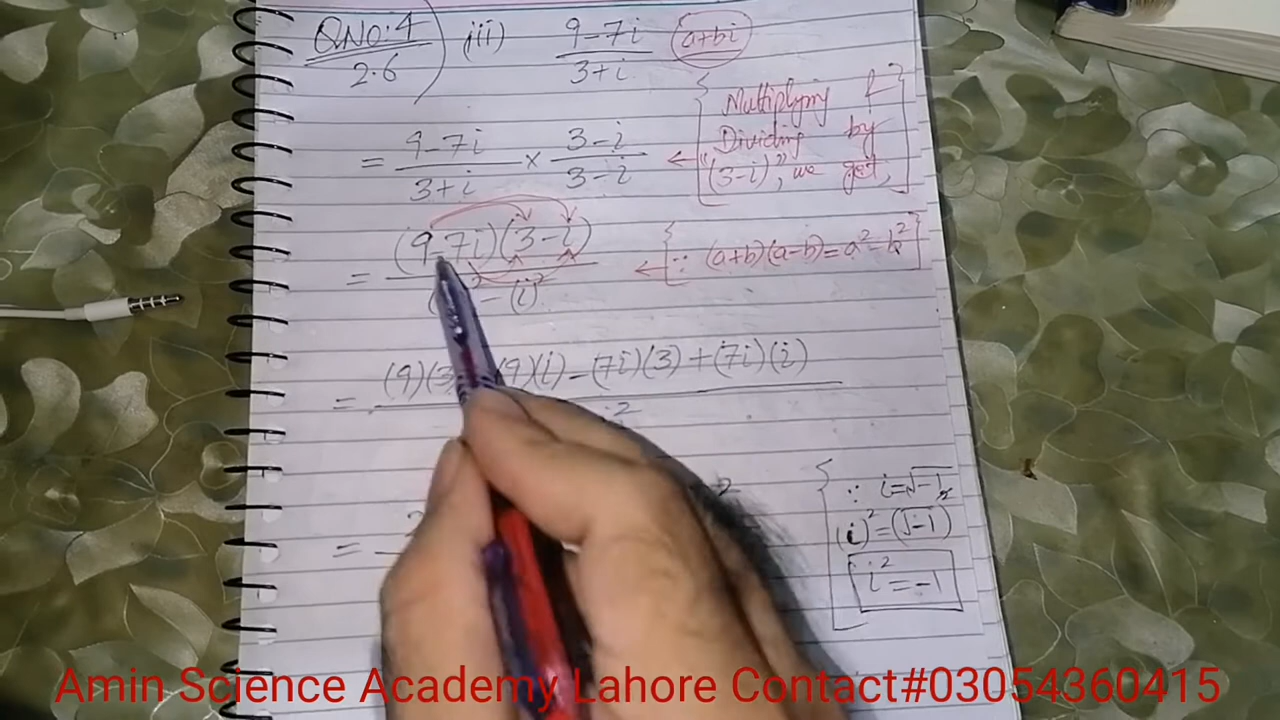 Q NO: 4 (iii) 9-7i / 3+i (a+bi)
2.6
{ Multiplying & Dividing by "(3-i)", we get,
= 9-7i / 3+i × 3-i / 3-i ←
= (9-7i)(3-i) / - (i)² ← { ∵ (a+b)(a-b)=a²-b² }
= (9)(3) (9)(i) - (7i)(3) + (7i)(i)
∵ i=√-1
(i)²=(√-1)²
i²=-1
=
Amin Science Academy Lahore Contact#03054360415